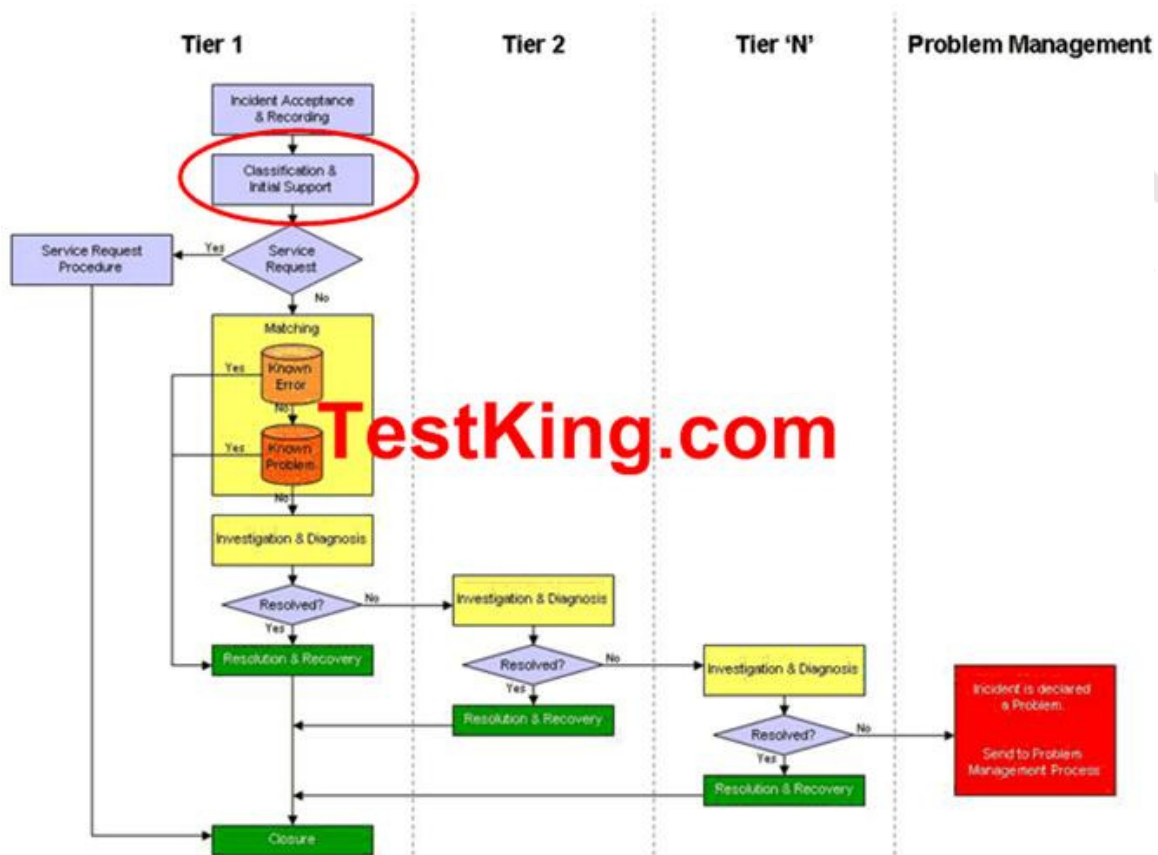 Tier 1
Tier 2
Tier ‘N’
Problem Management
Incident Acceptance
& Recording
Classification &
Initial Support
Service Request
Procedure
Yes
Service
Request
No
Matching
Yes
Known
Error
No
TestKing.com
Yes
Known
Problem
No
Investigation & Diagnosis
Resolved?
No
Yes
Resolution & Recovery
Investigation & Diagnosis
Resolved?
No
Yes
Resolution & Recovery
Investigation & Diagnosis
Resolved?
No
Yes
Resolution & Recovery
Incident is declared
a Problem.
Send to Problem
Management Process
Closure